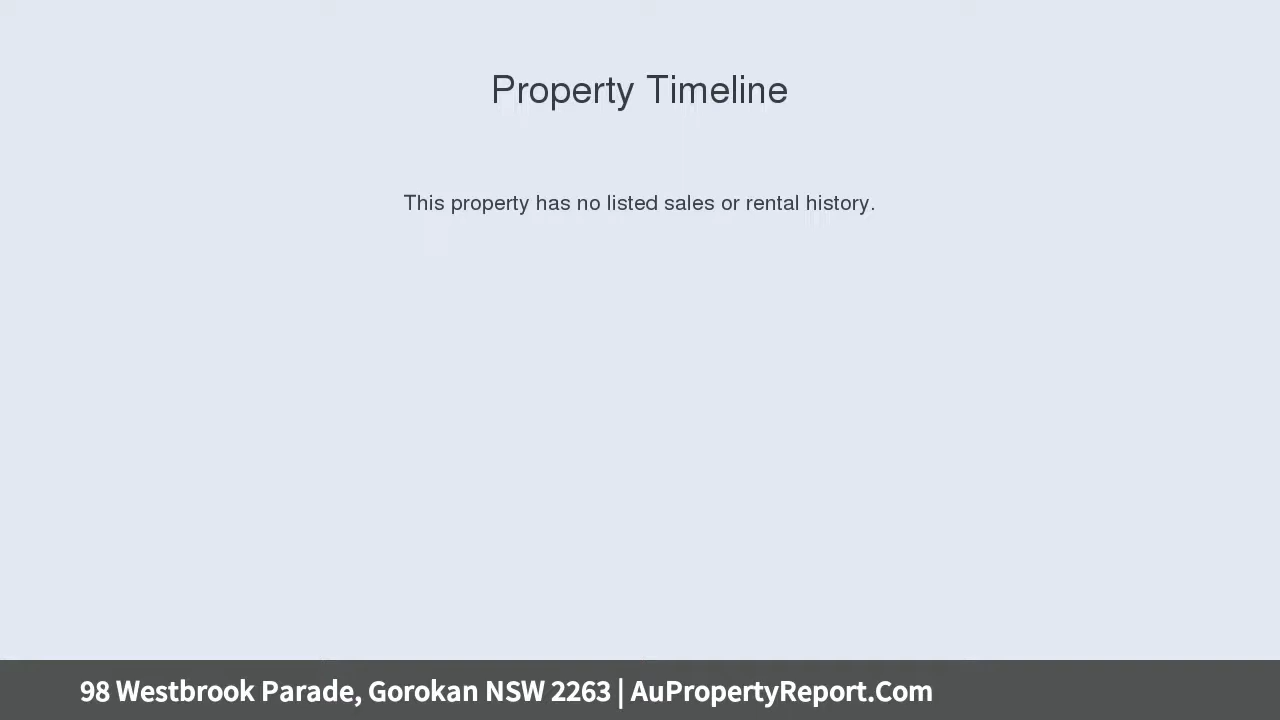 Property Timeline
This property has no listed sales or rental history.
98 Westbrook Parade, Gorokan NSW 2263 | AuPropertyReport.Com